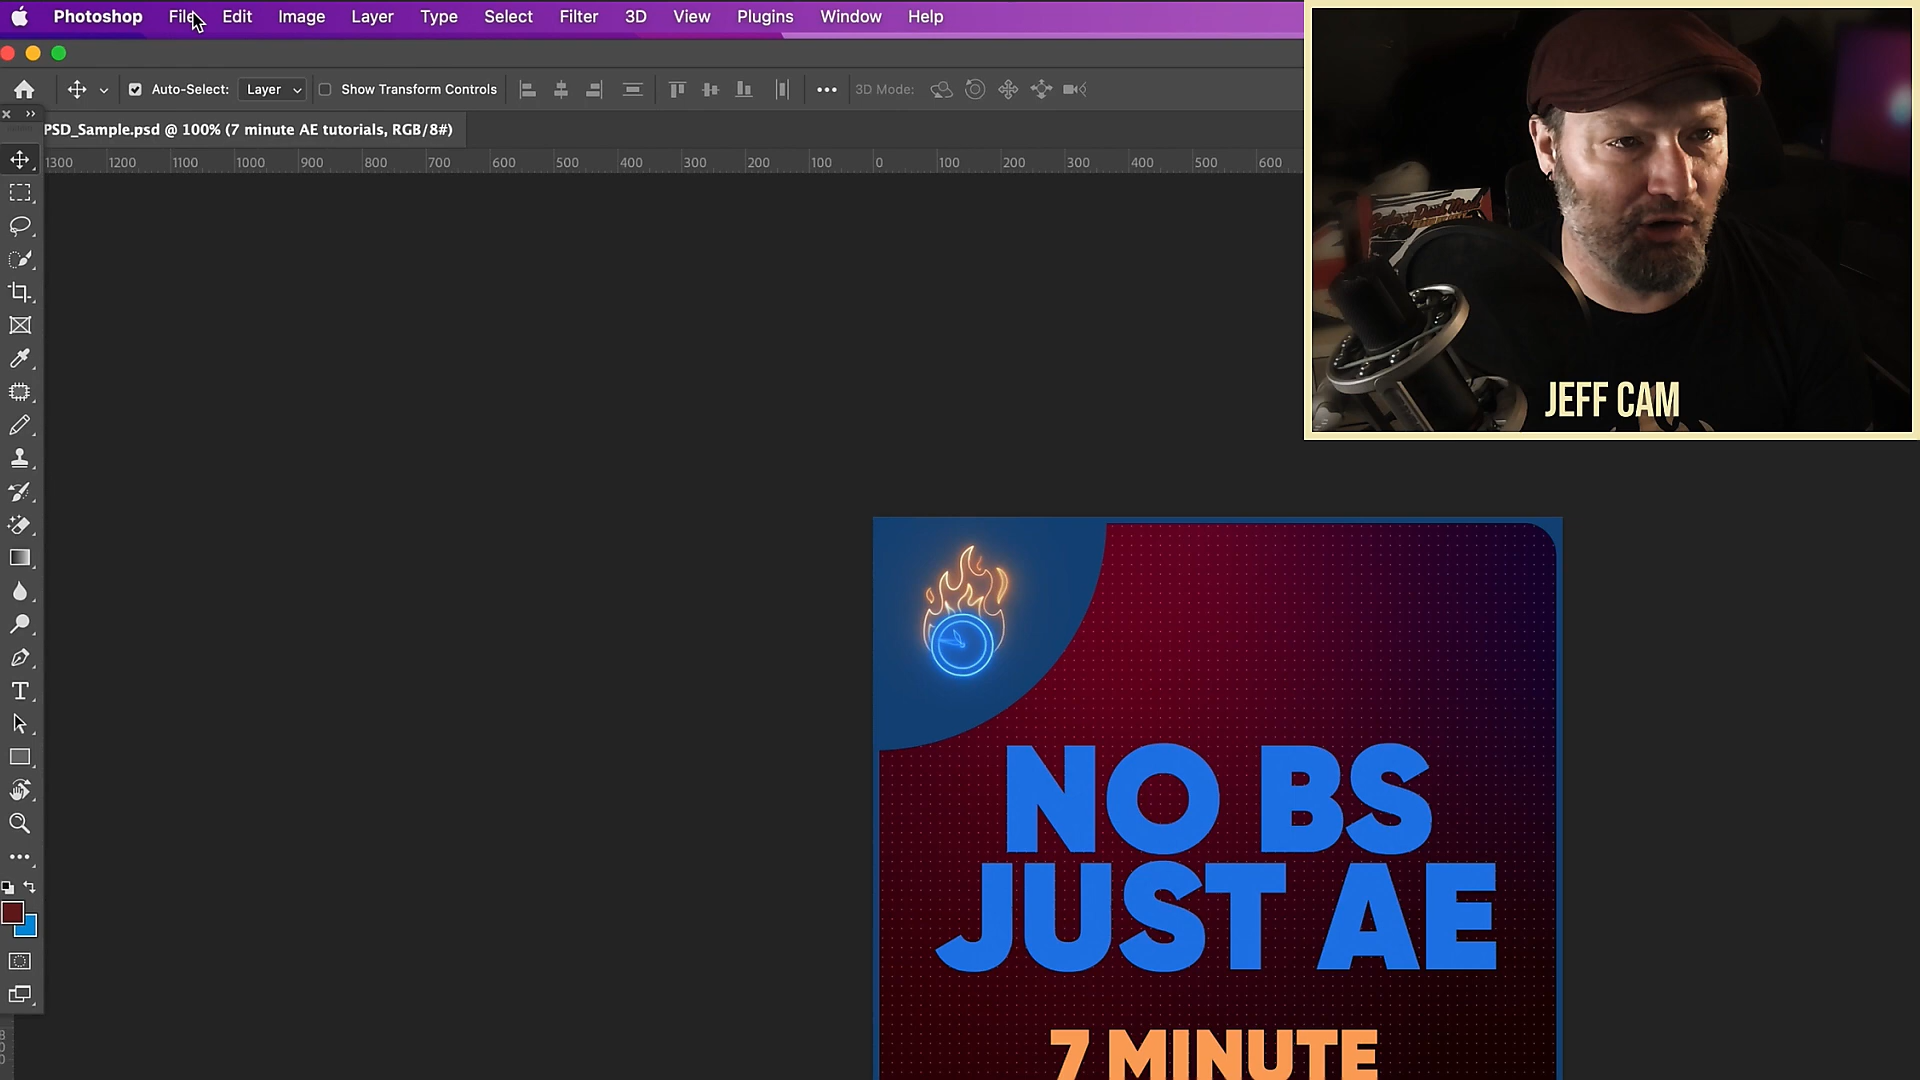 Photoshop File Edit Image Layer Type Select Filter 3D View Plugins Window Help
Auto-Select: Layer Show Transform Controls 3D Mode:
PSD_Sample.psd @ 100% (7 minute AE tutorials, RGB/8#)
1300 1200 1100 1000 900 800 700 600 500 400 300 200 100 0 100 200 300 400 500 600
JEFF CAM
NO BS
JUST AE
7 MINUTE